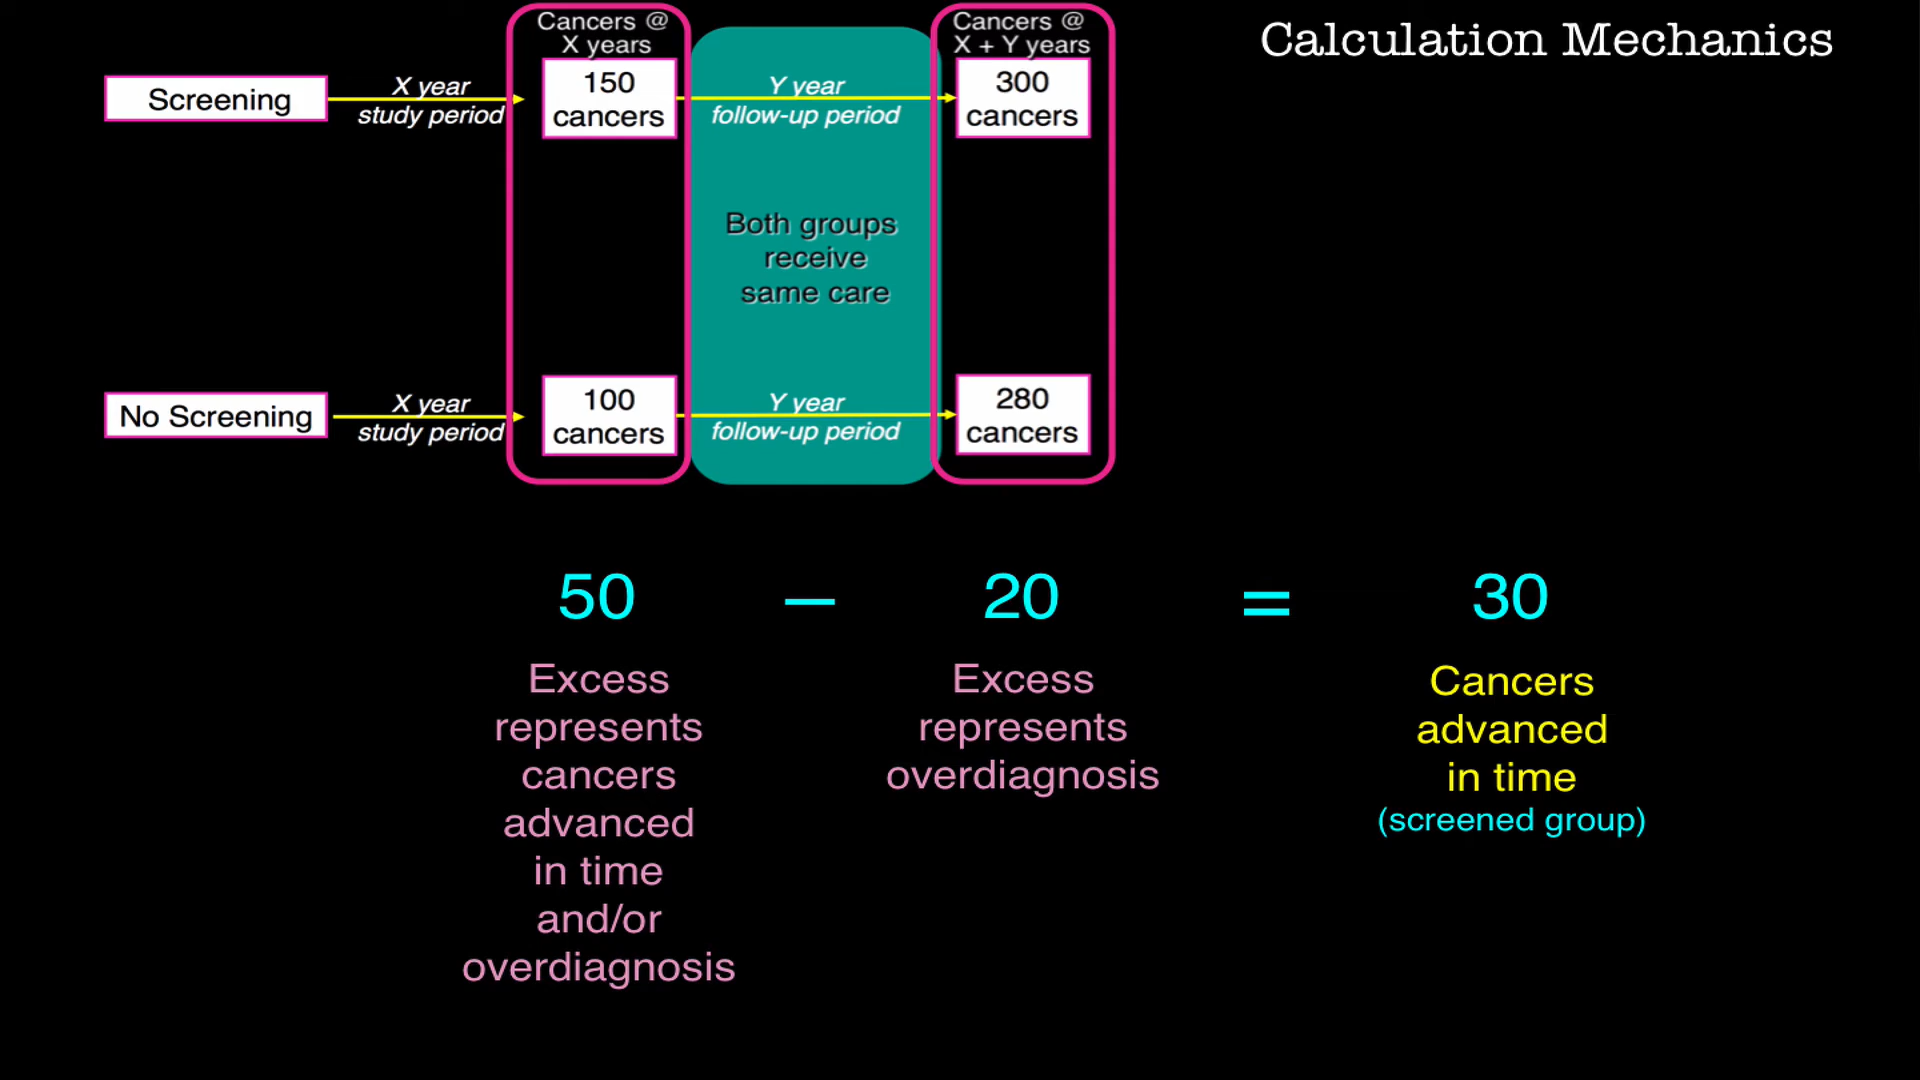 Calculation Mechanics
Cancers @
X years
Cancers @
X + Y years
Screening
X year
study period
150
cancers
Y year
follow-up period
300
cancers
Both groups
receive
same care
No Screening
X year
study period
100
cancers
Y year
follow-up period
280
cancers
50 — 20 = 30
Excess
represents
cancers
advanced
in time
and/or
overdiagnosis
Excess
represents
overdiagnosis
Cancers
advanced
in time
(screened group)